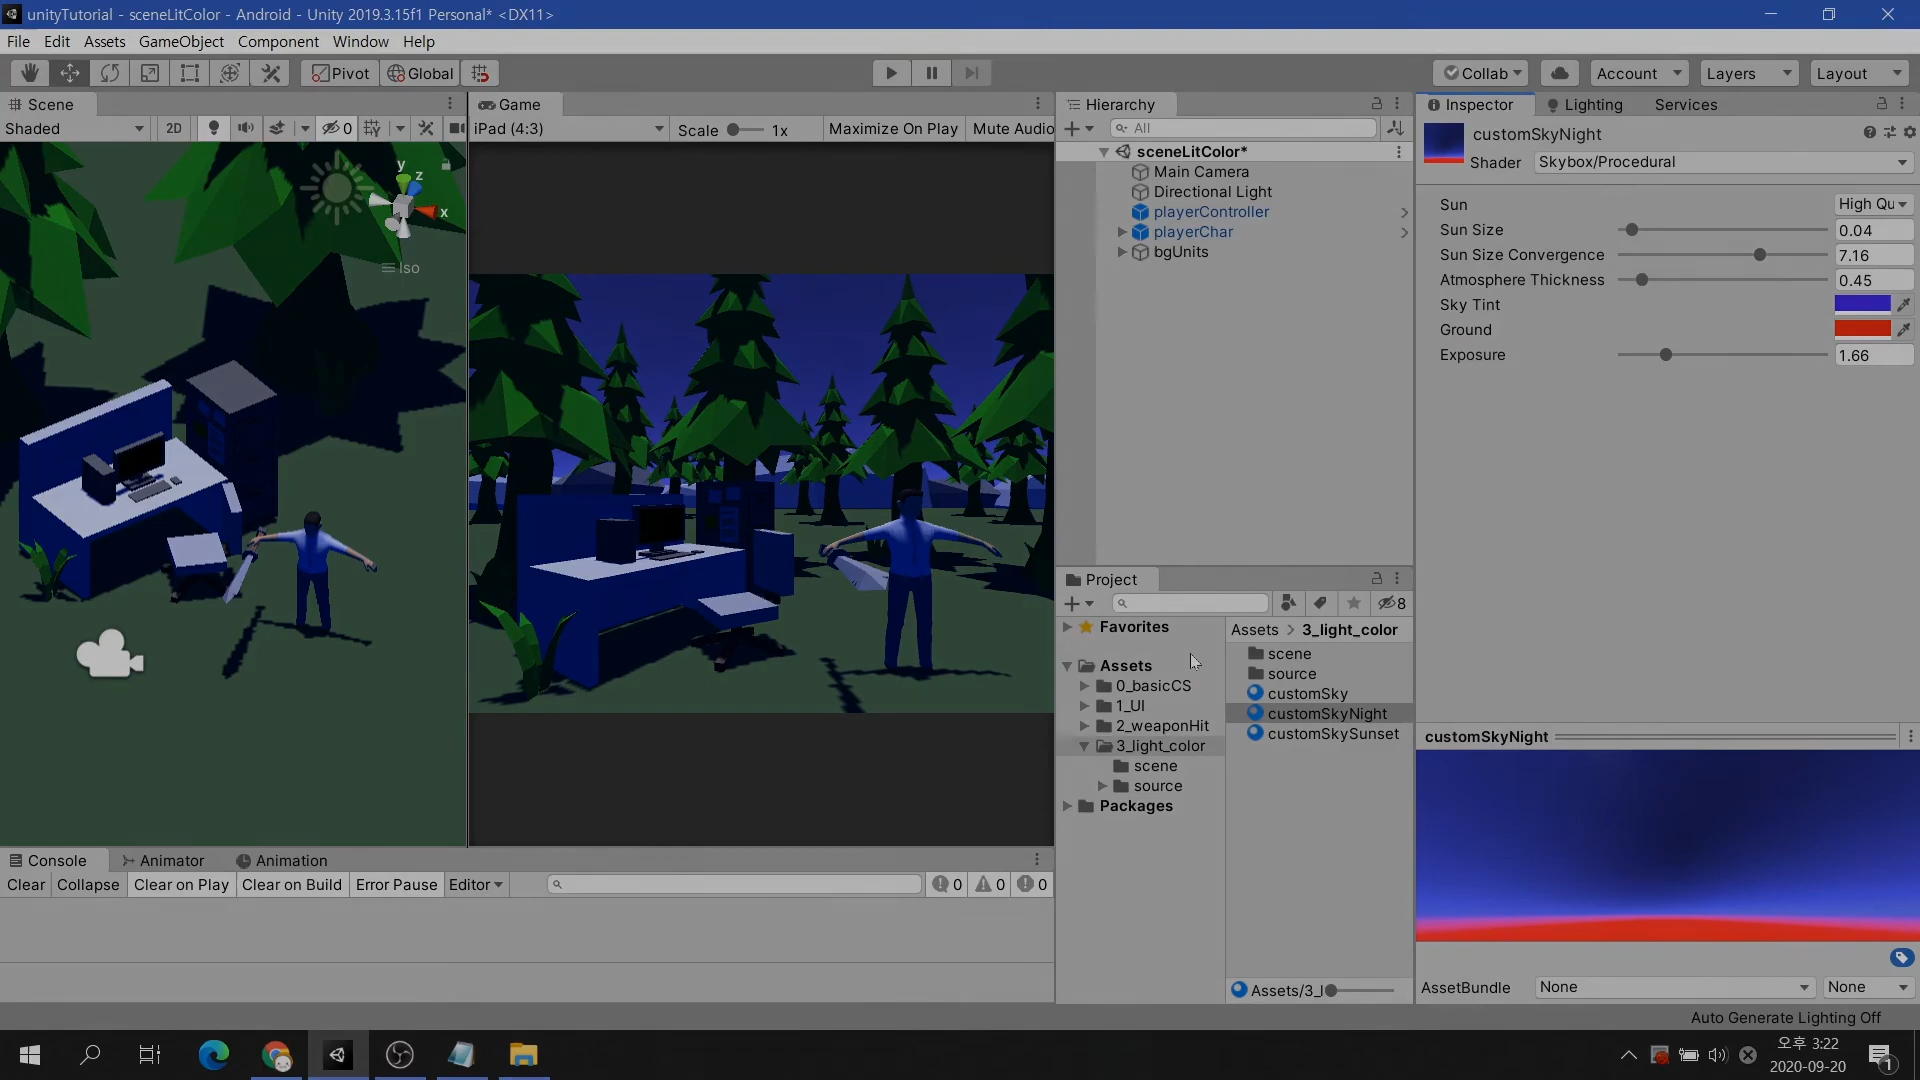 unityTutorial - sceneLitColor - Android - Unity 2019.3.15f1 Personal* <DX11>
File Edit Assets GameObject Component Window Help
Pivot Global Collab Account Layers Layout
Scene
Shaded 2D 0
y
z
x
Iso
Game
iPad (4:3) Scale 1x Maximize On Play Mute Audio
Hierarchy
All
sceneLitColor*
Main Camera
Directional Light
playerController
playerChar
bgUnits
Project
8
Favorites
Assets
0_basicCS
1_UI
2_weaponHit
3_light_color
scene
source
Packages
Assets > 3_light_color
scene
source
customSky
customSkyNight
customSkySunset
Assets/3_l
Inspector Lighting Services
customSkyNight
Shader Skybox/Procedural
Sun High Qu
Sun Size 0.04
Sun Size Convergence 7.16
Atmosphere Thickness 0.45
Sky Tint
Ground
Exposure 1.66
customSkyNight
AssetBundle None None
Console Animator Animation
Clear Collapse Clear on Play Clear on Build Error Pause Editor 0 0 0
Auto Generate Lighting Off
오후 3:22
2020-09-20
1